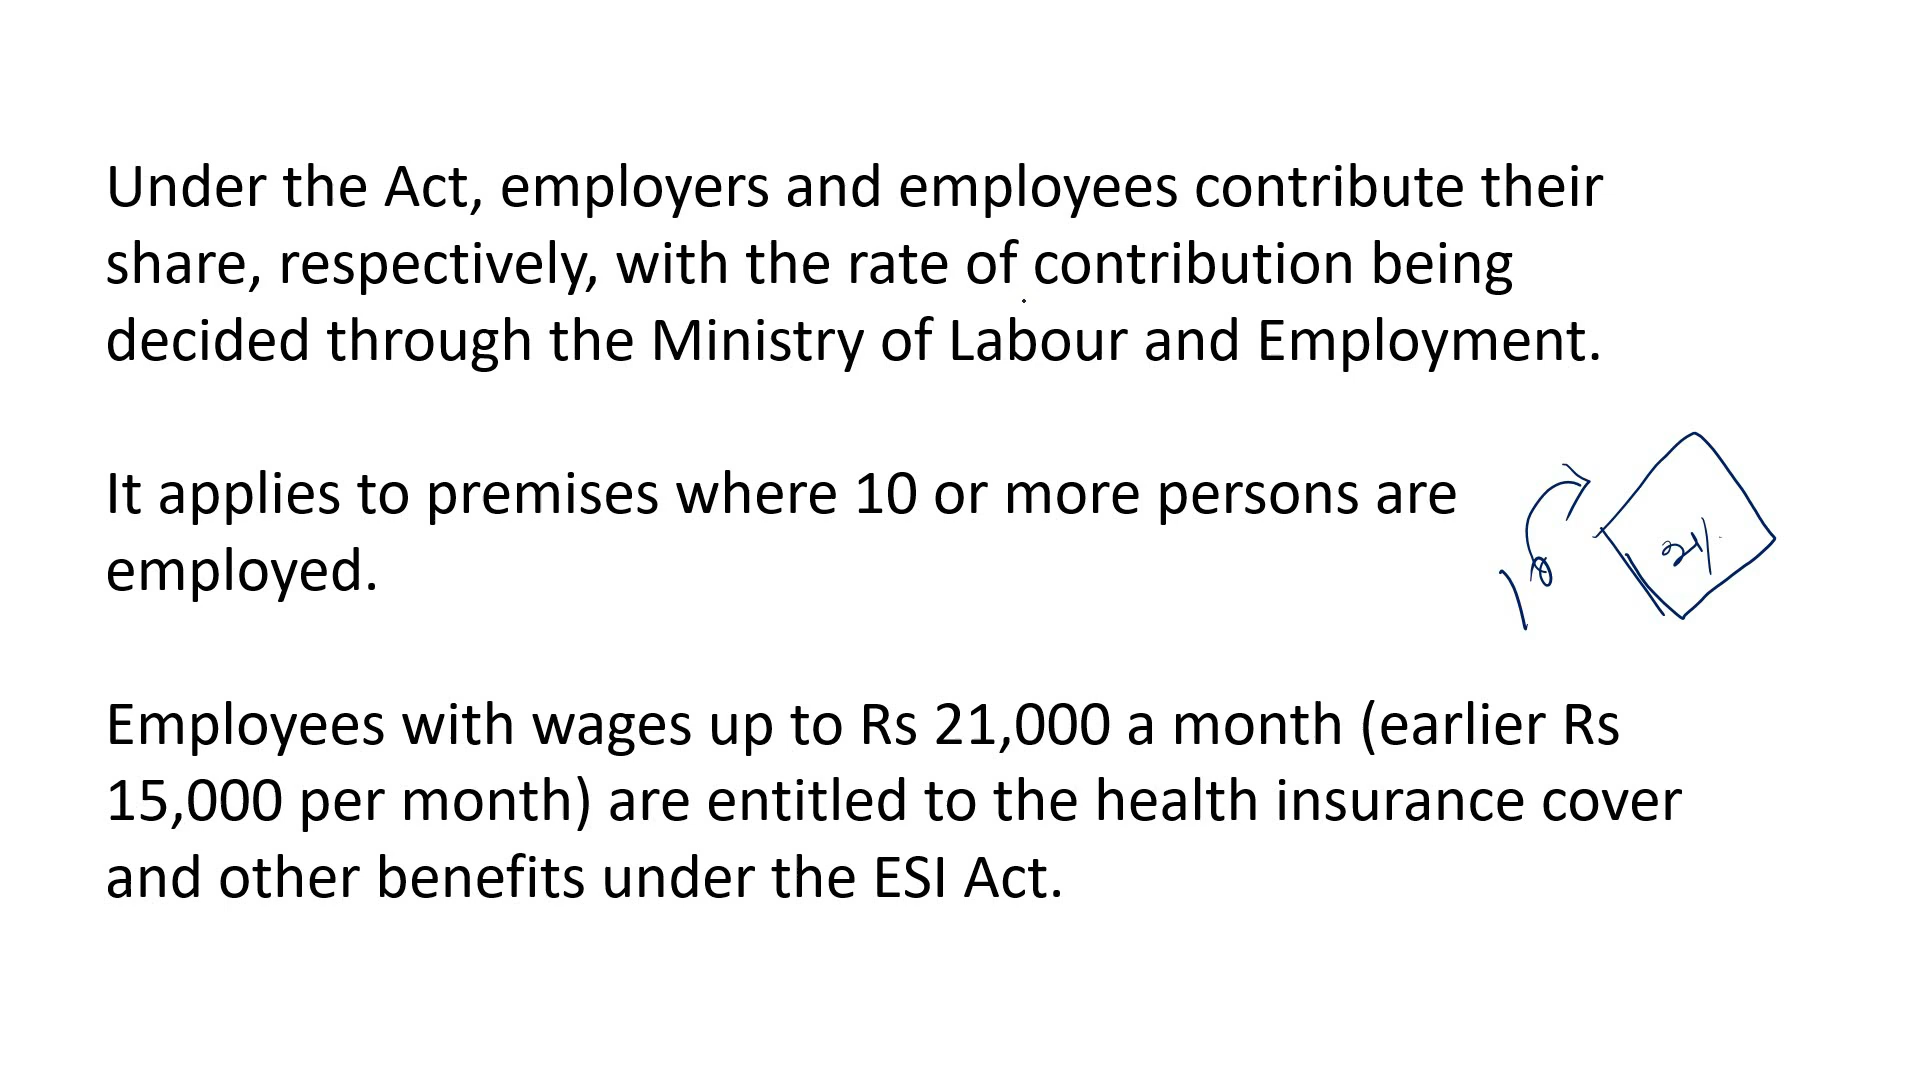 Under the Act, employers and employees contribute their
share, respectively, with the rate of contribution being
decided through the Ministry of Labour and Employment.
It applies to premises where 10 or more persons are
employed.
Employees with wages up to Rs 21,000 a month (earlier Rs
15,000 per month) are entitled to the health insurance cover
and other benefits under the ESI Act.